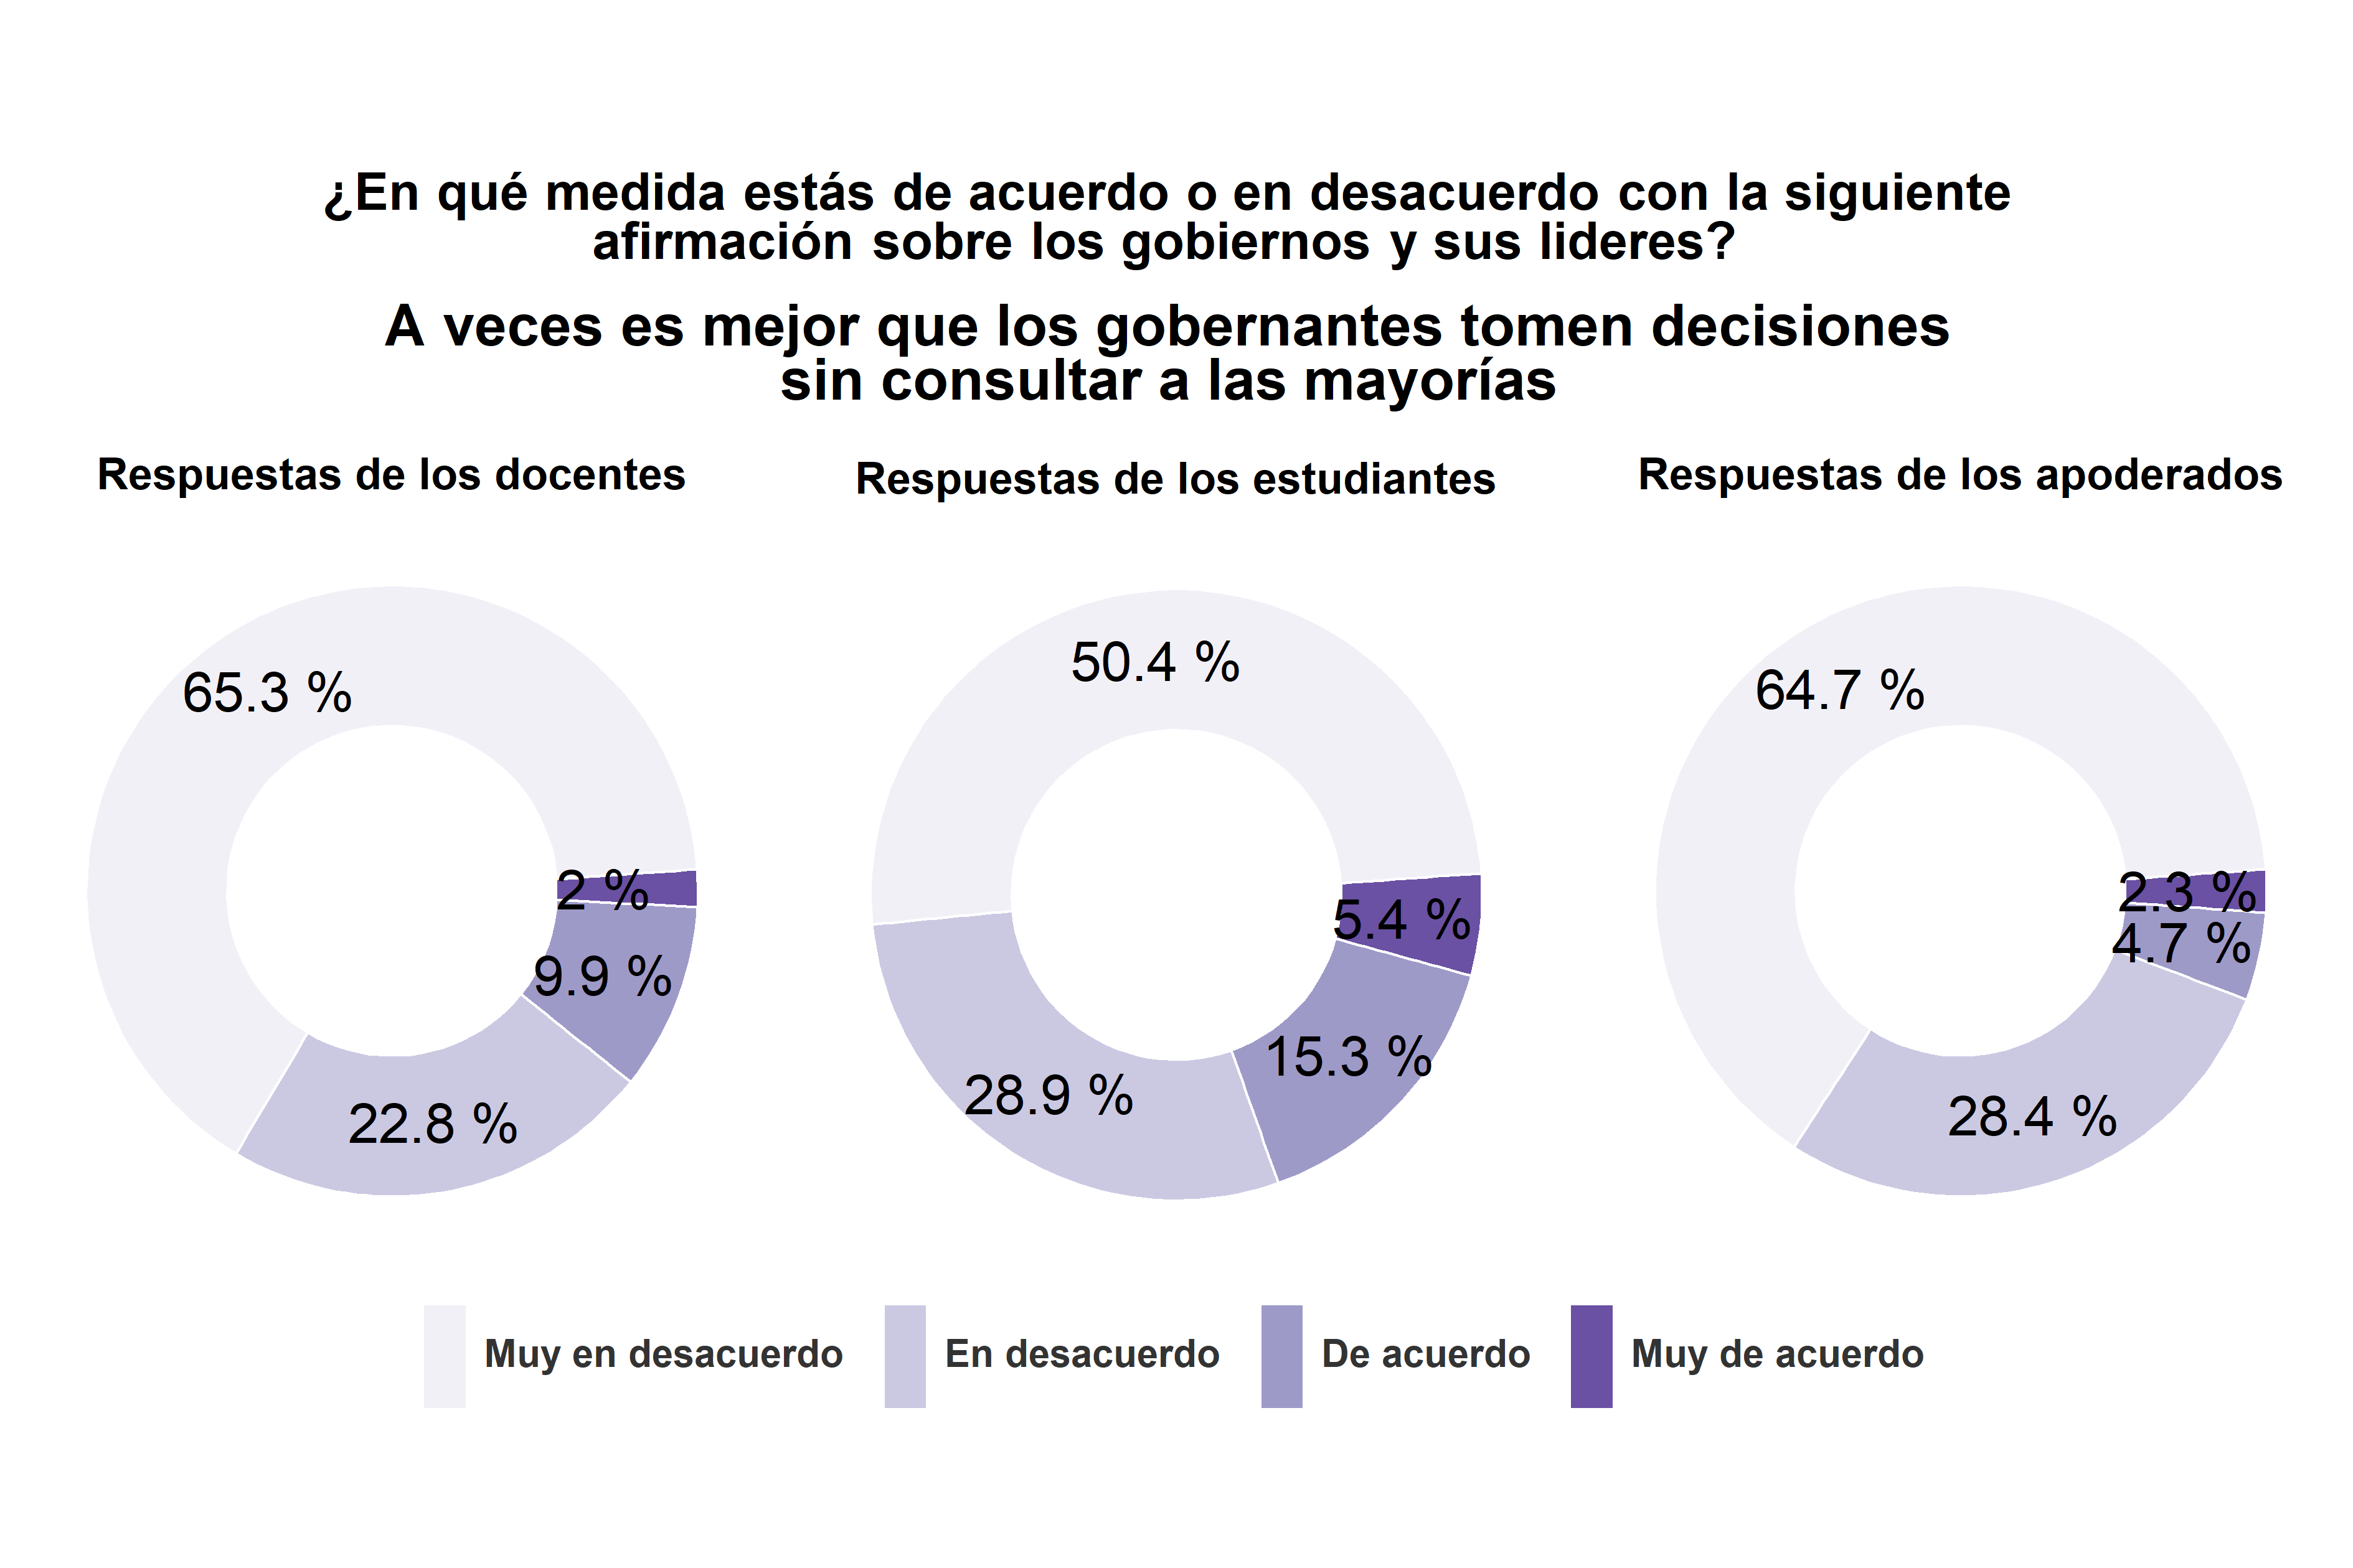 ¿En qué medida estás de acuerdo o en desacuerdo con la siguiente
afirmación sobre los gobiernos y sus lideres?
A veces es mejor que los gobernantes tomen decisiones
sin consultar a las mayorías
Respuestas de los docentes
65.3 %
2 %
9.9 %
22.8 %
Respuestas de los estudiantes
50.4 %
5.4 %
15.3 %
28.9 %
Respuestas de los apoderados
64.7 %
2.3 %
4.7 %
28.4 %
Muy en desacuerdo
En desacuerdo
De acuerdo
Muy de acuerdo